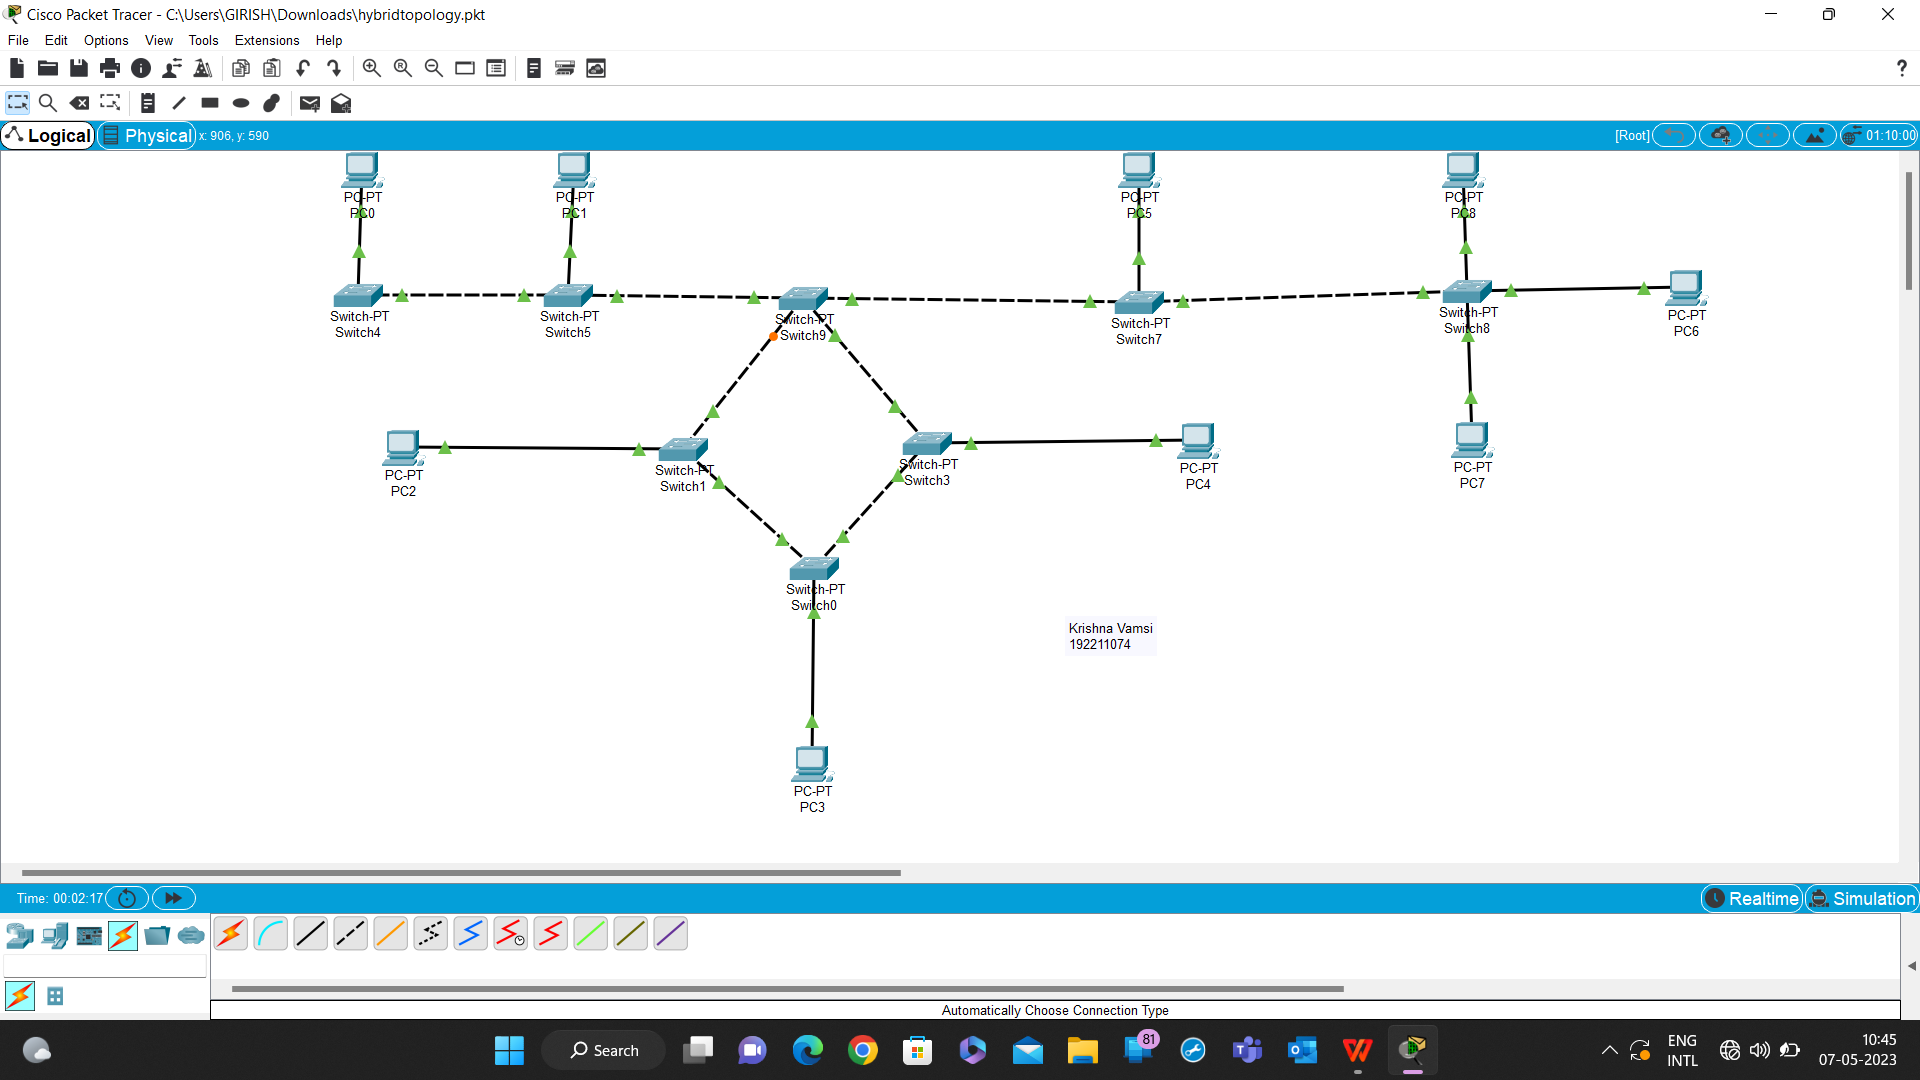 Cisco Packet Tracer - C:\Users\GIRISH\Downloads\hybridtopology.pkt
File Edit Options View Tools Extensions Help
?
Logical Physical x: 906, y: 590 [Root] 01:10:00
PC-PT
PC0
PC-PT
PC1
PC-PT
PC5
PC-PT
PC8
Switch-PT
Switch4
Switch-PT
Switch5
Switch-PT
Switch9
Switch-PT
Switch7
Switch-PT
Switch8
PC-PT
PC6
PC-PT
PC2
Switch-PT
Switch1
Switch-PT
Switch3
PC-PT
PC4
PC-PT
PC7
Switch-PT
Switch0
Krishna Vamsi
192211074
PC-PT
PC3
Time: 00:02:17 Realtime Simulation
Automatically Choose Connection Type
Search
81
ENG
INTL
10:45
07-05-2023